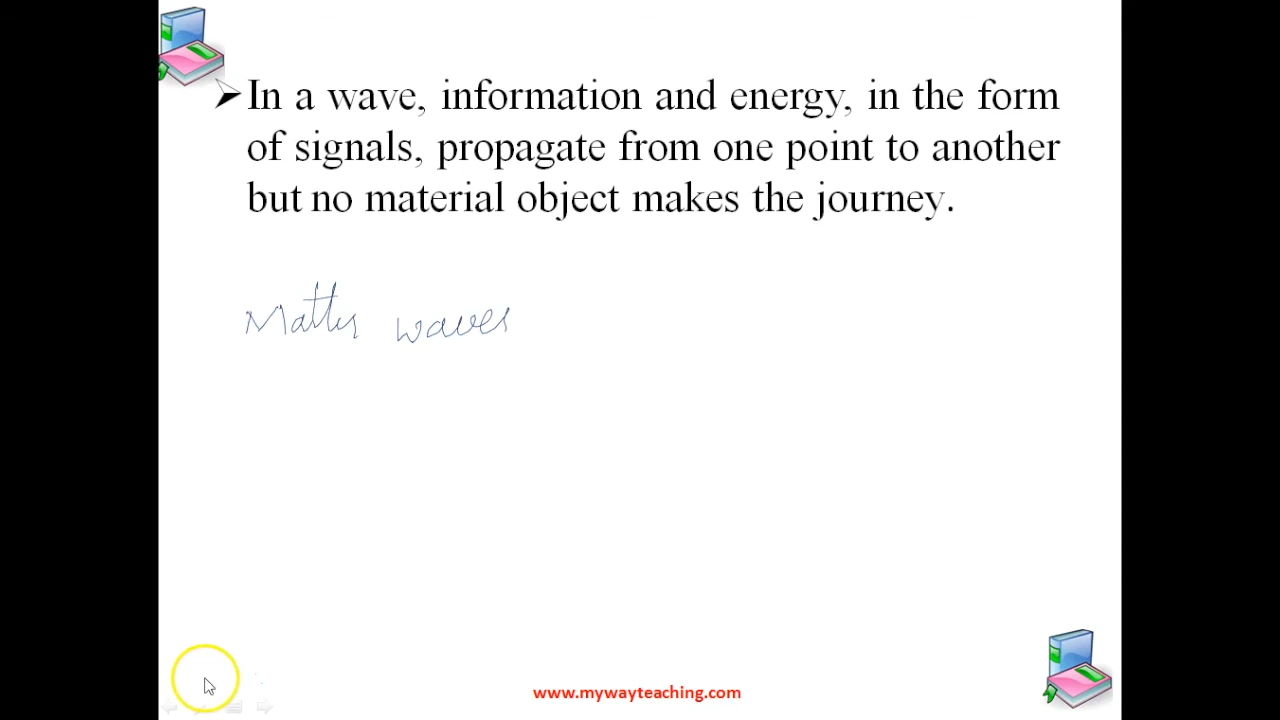 ➢In a wave, information and energy, in the form
of signals, propagate from one point to another
but no material object makes the journey.
Matter waves
www.mywayteaching.com